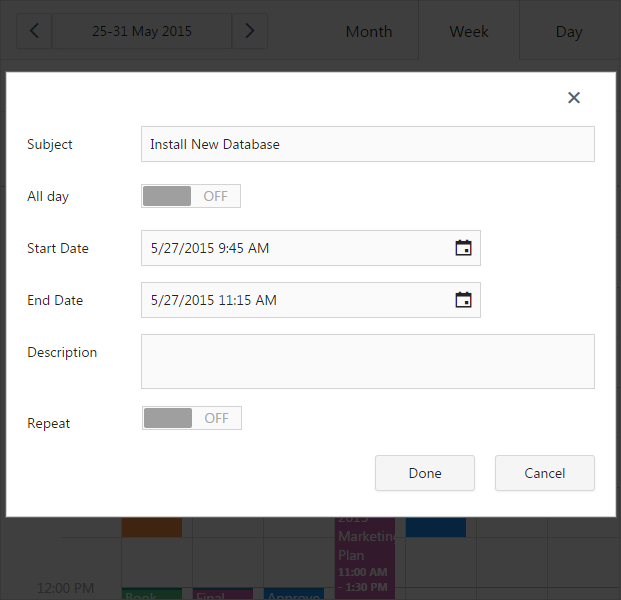 25-31 May 2015
Month
Week
Day
Subject
Install New Database
All day
OFF
Start Date
5/27/2015 9:45 AM
End Date
5/27/2015 11:15 AM
Description
Repeat
OFF
Done
Cancel
2015
Marketing
Plan
11:00 AM
- 1:30 PM
12:00 PM
Book
Final
Approve